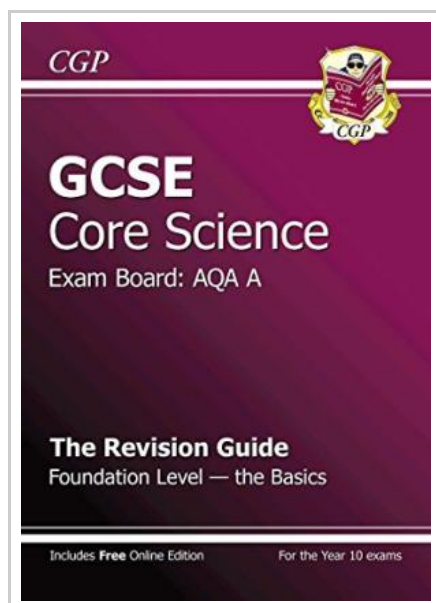 CGP
CGP
CGP
GCSE
Core Science
Exam Board: AQA A
The Revision Guide
Foundation Level — the Basics
Includes Free Online Edition
For the Year 10 exams